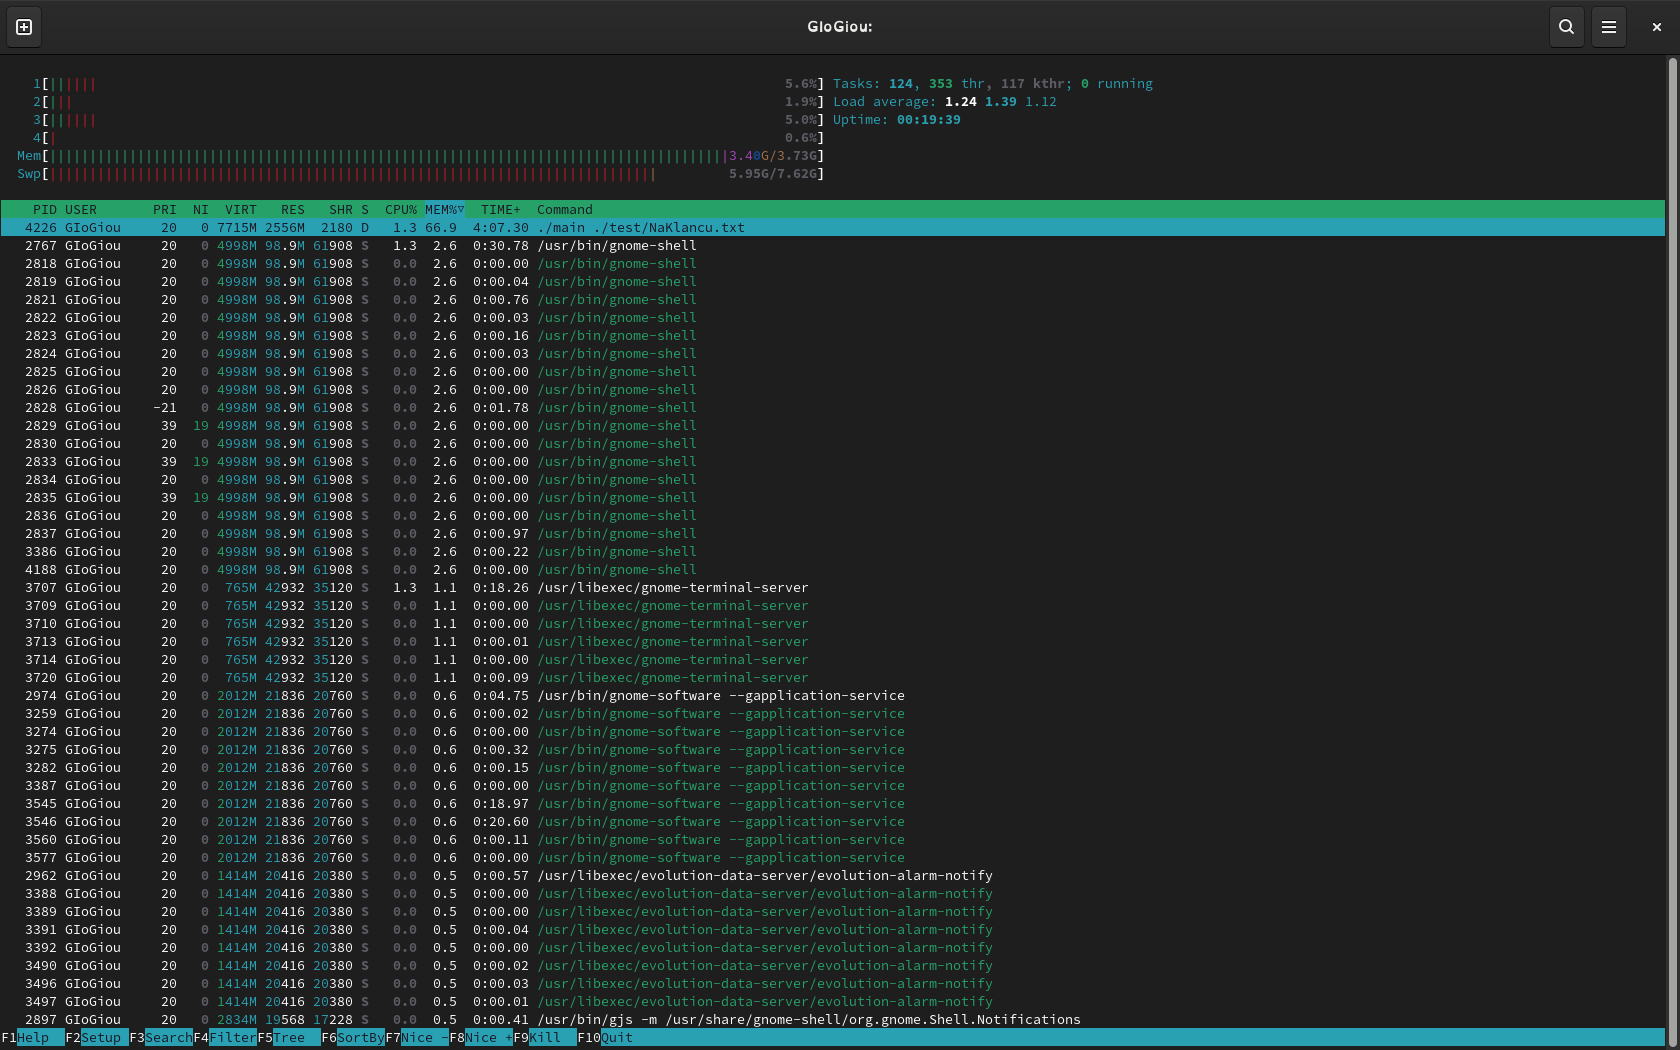 GIoGiou:
1[||||||5.6%] Tasks: 124, 353 thr, 117 kthr; 0 running
2[|||1.9%] Load average: 1.24 1.39 1.12
3[||||||5.0%] Uptime: 00:19:39
4[|0.6%]
Mem[3.40G/3.73G]
Swp[5.95G/7.62G]
PID USER PRI NI VIRT RES SHR S CPU% MEM%▽ TIME+ Command
4226 GIoGiou 20 0 7715M 2556M 2180 D 1.3 66.9 4:07.30 ./main ./test/NaKlancu.txt
2767 GIoGiou 20 0 4998M 98.9M 61908 S 1.3 2.6 0:30.78 /usr/bin/gnome-shell
2818 GIoGiou 20 0 4998M 98.9M 61908 S 0.0 2.6 0:00.00 /usr/bin/gnome-shell
2819 GIoGiou 20 0 4998M 98.9M 61908 S 0.0 2.6 0:00.04 /usr/bin/gnome-shell
2821 GIoGiou 20 0 4998M 98.9M 61908 S 0.0 2.6 0:00.76 /usr/bin/gnome-shell
2822 GIoGiou 20 0 4998M 98.9M 61908 S 0.0 2.6 0:00.03 /usr/bin/gnome-shell
2823 GIoGiou 20 0 4998M 98.9M 61908 S 0.0 2.6 0:00.16 /usr/bin/gnome-shell
2824 GIoGiou 20 0 4998M 98.9M 61908 S 0.0 2.6 0:00.03 /usr/bin/gnome-shell
2825 GIoGiou 20 0 4998M 98.9M 61908 S 0.0 2.6 0:00.00 /usr/bin/gnome-shell
2826 GIoGiou 20 0 4998M 98.9M 61908 S 0.0 2.6 0:00.00 /usr/bin/gnome-shell
2828 GIoGiou -21 0 4998M 98.9M 61908 S 0.0 2.6 0:01.78 /usr/bin/gnome-shell
2829 GIoGiou 39 19 4998M 98.9M 61908 S 0.0 2.6 0:00.00 /usr/bin/gnome-shell
2830 GIoGiou 20 0 4998M 98.9M 61908 S 0.0 2.6 0:00.00 /usr/bin/gnome-shell
2833 GIoGiou 39 19 4998M 98.9M 61908 S 0.0 2.6 0:00.00 /usr/bin/gnome-shell
2834 GIoGiou 20 0 4998M 98.9M 61908 S 0.0 2.6 0:00.00 /usr/bin/gnome-shell
2835 GIoGiou 39 19 4998M 98.9M 61908 S 0.0 2.6 0:00.00 /usr/bin/gnome-shell
2836 GIoGiou 20 0 4998M 98.9M 61908 S 0.0 2.6 0:00.00 /usr/bin/gnome-shell
2837 GIoGiou 20 0 4998M 98.9M 61908 S 0.0 2.6 0:00.97 /usr/bin/gnome-shell
3386 GIoGiou 20 0 4998M 98.9M 61908 S 0.0 2.6 0:00.22 /usr/bin/gnome-shell
4188 GIoGiou 20 0 4998M 98.9M 61908 S 0.0 2.6 0:00.00 /usr/bin/gnome-shell
3707 GIoGiou 20 0 765M 42932 35120 S 1.3 1.1 0:18.26 /usr/libexec/gnome-terminal-server
3709 GIoGiou 20 0 765M 42932 35120 S 0.0 1.1 0:00.00 /usr/libexec/gnome-terminal-server
3710 GIoGiou 20 0 765M 42932 35120 S 0.0 1.1 0:00.00 /usr/libexec/gnome-terminal-server
3713 GIoGiou 20 0 765M 42932 35120 S 0.0 1.1 0:00.01 /usr/libexec/gnome-terminal-server
3714 GIoGiou 20 0 765M 42932 35120 S 0.0 1.1 0:00.00 /usr/libexec/gnome-terminal-server
3720 GIoGiou 20 0 765M 42932 35120 S 0.0 1.1 0:00.09 /usr/libexec/gnome-terminal-server
2974 GIoGiou 20 0 2012M 21836 20760 S 0.0 0.6 0:04.75 /usr/bin/gnome-software --gapplication-service
3259 GIoGiou 20 0 2012M 21836 20760 S 0.0 0.6 0:00.02 /usr/bin/gnome-software --gapplication-service
3274 GIoGiou 20 0 2012M 21836 20760 S 0.0 0.6 0:00.00 /usr/bin/gnome-software --gapplication-service
3275 GIoGiou 20 0 2012M 21836 20760 S 0.0 0.6 0:00.32 /usr/bin/gnome-software --gapplication-service
3282 GIoGiou 20 0 2012M 21836 20760 S 0.0 0.6 0:00.15 /usr/bin/gnome-software --gapplication-service
3387 GIoGiou 20 0 2012M 21836 20760 S 0.0 0.6 0:00.00 /usr/bin/gnome-software --gapplication-service
3545 GIoGiou 20 0 2012M 21836 20760 S 0.0 0.6 0:18.97 /usr/bin/gnome-software --gapplication-service
3546 GIoGiou 20 0 2012M 21836 20760 S 0.0 0.6 0:20.60 /usr/bin/gnome-software --gapplication-service
3560 GIoGiou 20 0 2012M 21836 20760 S 0.0 0.6 0:00.11 /usr/bin/gnome-software --gapplication-service
3577 GIoGiou 20 0 2012M 21836 20760 S 0.0 0.6 0:00.00 /usr/bin/gnome-software --gapplication-service
2962 GIoGiou 20 0 1414M 20416 20380 S 0.0 0.5 0:00.57 /usr/libexec/evolution-data-server/evolution-alarm-notify
3388 GIoGiou 20 0 1414M 20416 20380 S 0.0 0.5 0:00.00 /usr/libexec/evolution-data-server/evolution-alarm-notify
3389 GIoGiou 20 0 1414M 20416 20380 S 0.0 0.5 0:00.00 /usr/libexec/evolution-data-server/evolution-alarm-notify
3391 GIoGiou 20 0 1414M 20416 20380 S 0.0 0.5 0:00.04 /usr/libexec/evolution-data-server/evolution-alarm-notify
3392 GIoGiou 20 0 1414M 20416 20380 S 0.0 0.5 0:00.00 /usr/libexec/evolution-data-server/evolution-alarm-notify
3490 GIoGiou 20 0 1414M 20416 20380 S 0.0 0.5 0:00.02 /usr/libexec/evolution-data-server/evolution-alarm-notify
3496 GIoGiou 20 0 1414M 20416 20380 S 0.0 0.5 0:00.03 /usr/libexec/evolution-data-server/evolution-alarm-notify
3497 GIoGiou 20 0 1414M 20416 20380 S 0.0 0.5 0:00.01 /usr/libexec/evolution-data-server/evolution-alarm-notify
2897 GIoGiou 20 0 2834M 19568 17228 S 0.0 0.5 0:00.41 /usr/bin/gjs -m /usr/share/gnome-shell/org.gnome.Shell.Notifications
F1Help F2Setup F3SearchF4FilterF5Tree F6SortByF7Nice -F8Nice +F9Kill F10Quit